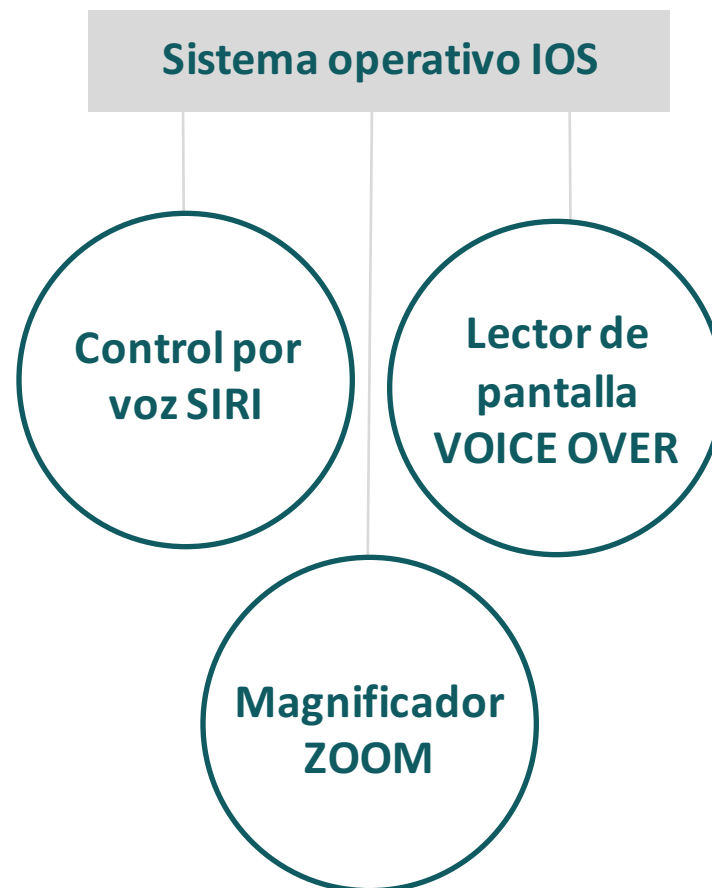 Sistema operativo IOS
Control por
voz SIRI
Lector de
pantalla
VOICE OVER
Magnificador
ZOOM